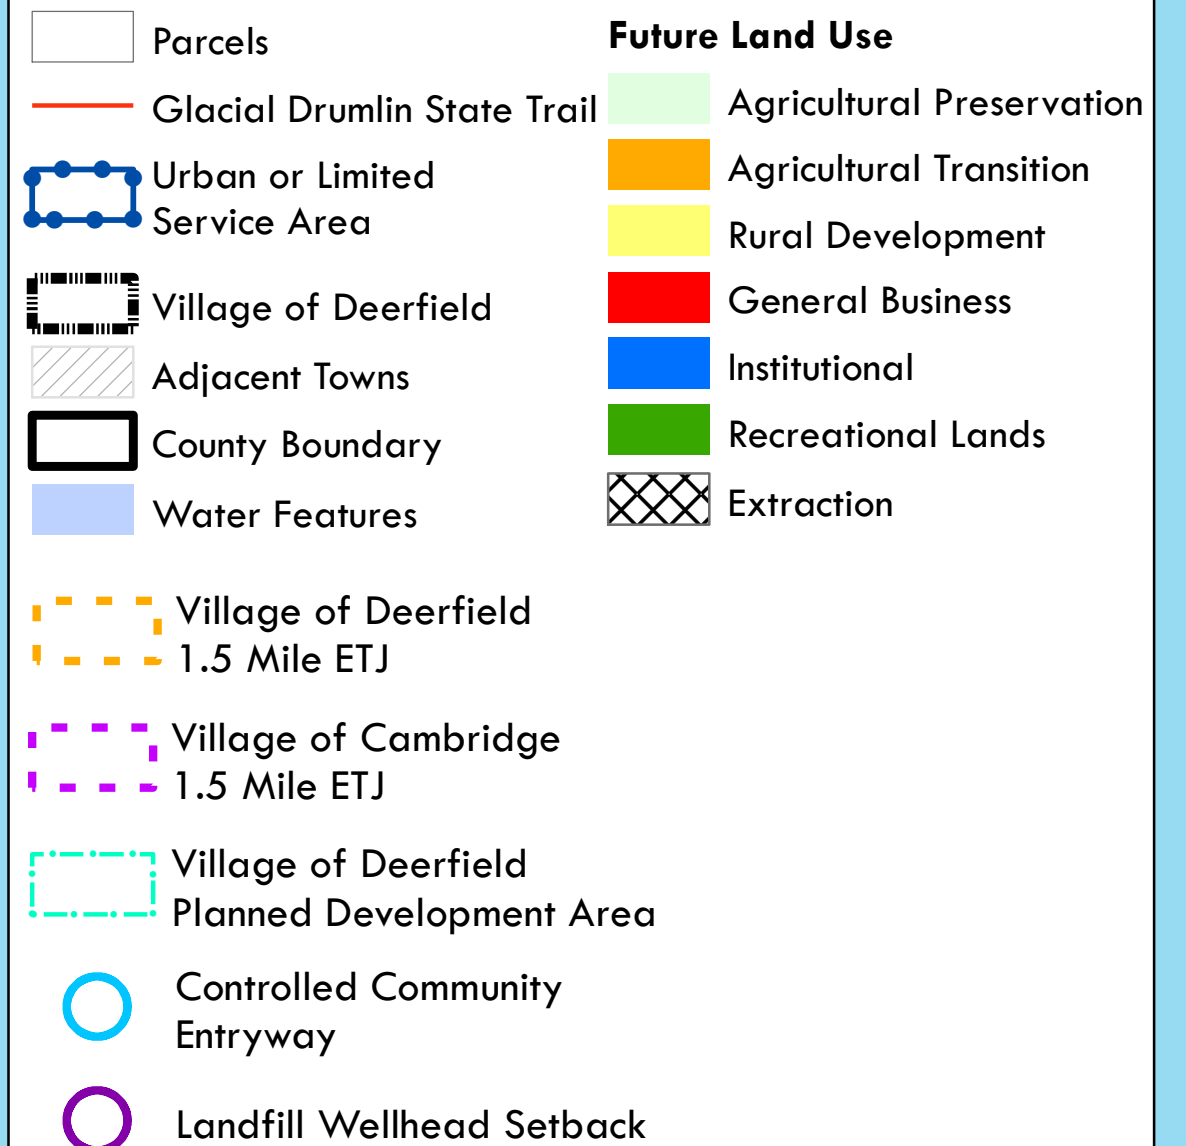 Parcels
Glacial Drumlin State Trail
Urban or Limited
Service Area
Village of Deerfield
Adjacent Towns
County Boundary
Water Features
Village of Deerfield
1.5 Mile ETJ
Village of Cambridge
1.5 Mile ETJ
Village of Deerfield
Planned Development Area
Controlled Community
Entryway
Landfill Wellhead Setback
Future Land Use
Agricultural Preservation
Agricultural Transition
Rural Development
General Business
Institutional
Recreational Lands
Extraction